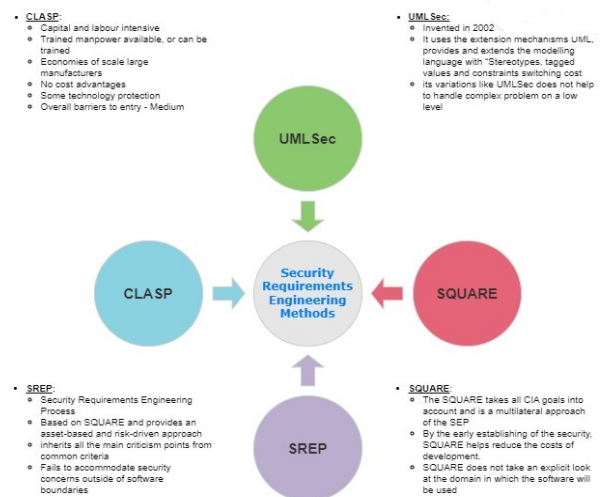 CLASP:
Capital and labour intensive
Trained manpower available, or can be
trained
Economies of scale large
manufacturers
No cost advantages
Some technology protection
Overall barriers to entry - Medium
UMLSec:
Invented in 2002
It uses the extension mechanisms UML,
provides and extends the modelling
language with "Stereotypes, tagged
values and constraints switching cost
its variations like UMLSec does not help
to handle complex problem on a low
level
UMLSec
CLASP
Security
Requirements
Engineering
Methods
SQUARE
SREP
SREP:
Security Requirements Engineering
Process
Based on SQUARE and provides an
asset-based and risk-driven approach
inherits all the main criticism points from
common criteria
Fails to accommodate security
concerns outside of software
boundaries
SQUARE:
The SQUARE takes all CIA goals into
account and is a multilateral approach
of the SEP
By the early establishing of the security,
SQUARE helps reduce the costs of
development.
SQUARE does not take an explicit look
at the domain in which the software will
be used